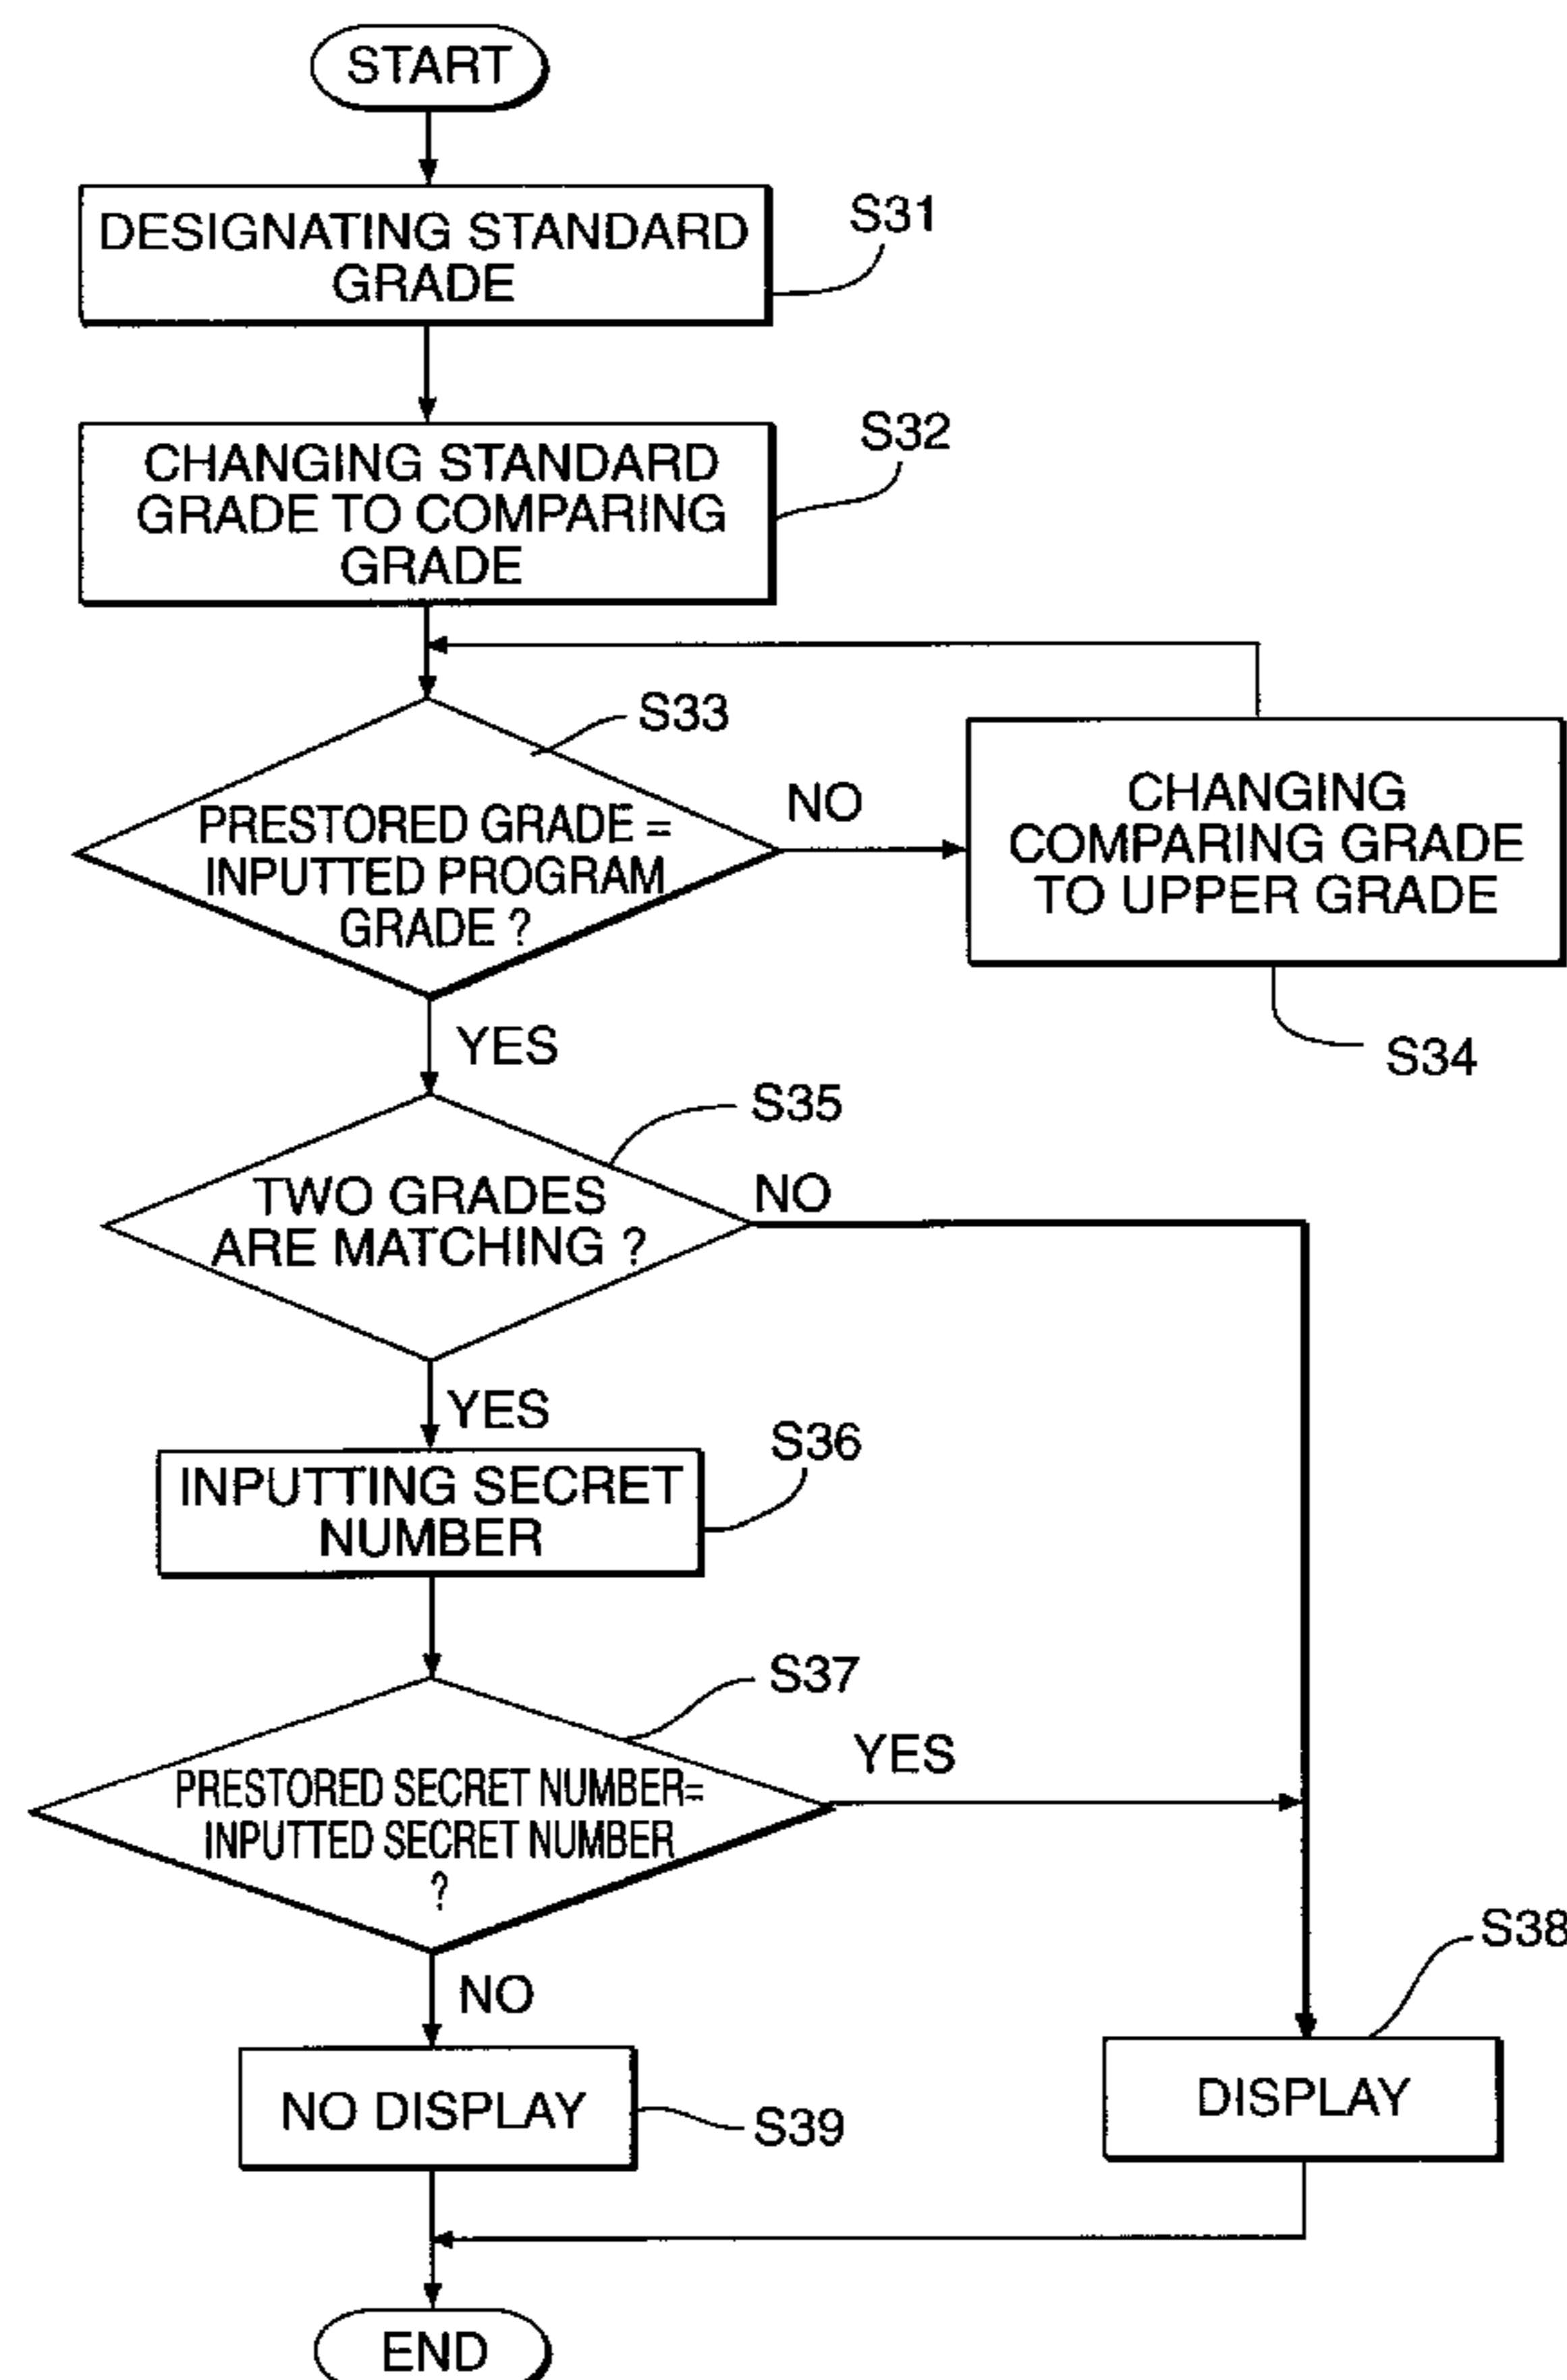 START
DESIGNATING STANDARD
GRADE
S31
CHANGING STANDARD
GRADE TO COMPARING
GRADE
S32
S33
PRESTORED GRADE =
INPUTTED PROGRAM
GRADE ?
NO
CHANGING
COMPARING GRADE
TO UPPER GRADE
S34
YES
S35
TWO GRADES
ARE MATCHING ?
NO
YES
INPUTTING SECRET
NUMBER
S36
S37
PRESTORED SECRET NUMBER=
INPUTTED SECRET NUMBER
?
YES
NO
S38
NO DISPLAY
S39
DISPLAY
END